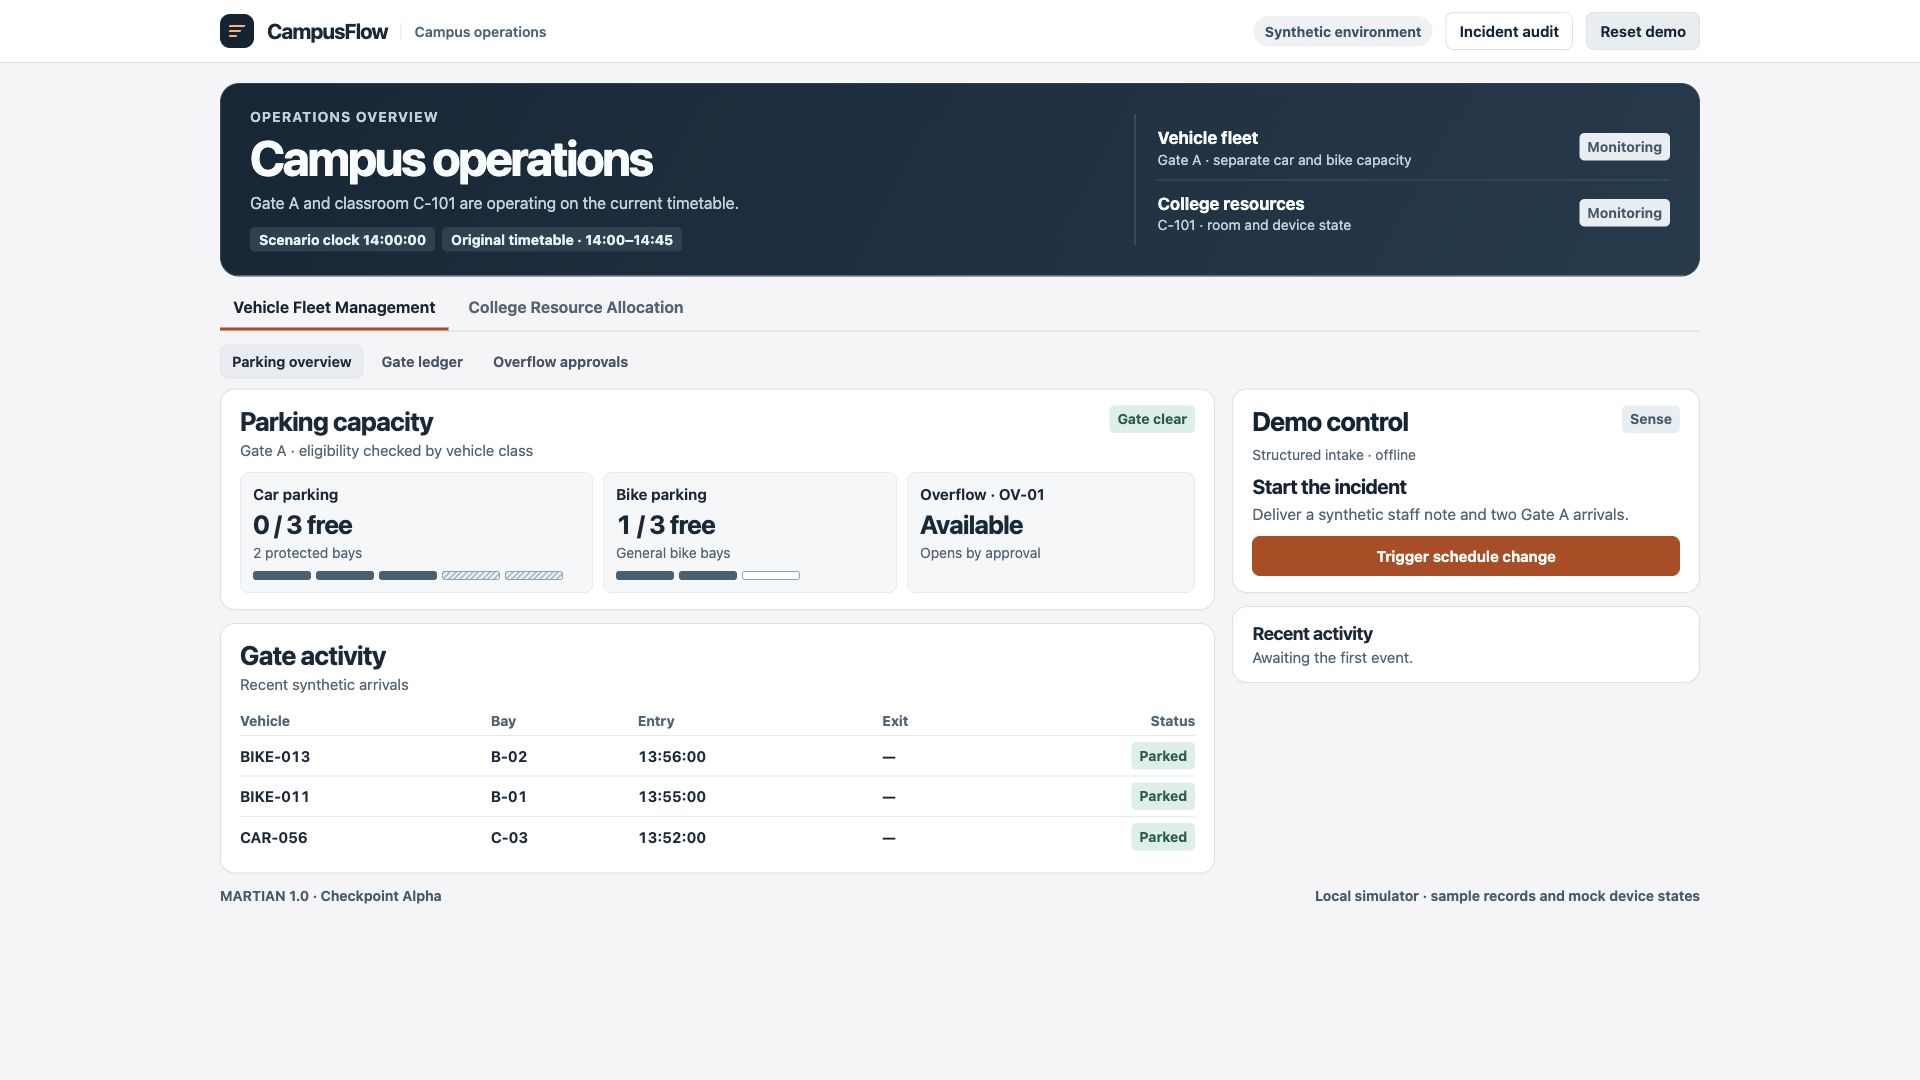 CampusFlow
Campus operations
Synthetic environment
Incident audit
Reset demo
OPERATIONS OVERVIEW
Campus operations
Gate A and classroom C-101 are operating on the current timetable.
Scenario clock 14:00:00
Original timetable · 14:00–14:45
Vehicle fleet
Gate A · separate car and bike capacity
Monitoring
College resources
C-101 · room and device state
Monitoring
Vehicle Fleet Management
College Resource Allocation
Parking overview
Gate ledger
Overflow approvals
Parking capacity
Gate A · eligibility checked by vehicle class
Gate clear
Car parking
0 / 3 free
2 protected bays
Bike parking
1 / 3 free
General bike bays
Overflow · OV-01
Available
Opens by approval
Demo control
Sense
Structured intake · offline
Start the incident
Deliver a synthetic staff note and two Gate A arrivals.
Trigger schedule change
Recent activity
Awaiting the first event.
Gate activity
Recent synthetic arrivals
Vehicle Bay Entry Exit Status
BIKE-013 B-02 13:56:00 — Parked
BIKE-011 B-01 13:55:00 — Parked
CAR-056 C-03 13:52:00 — Parked
MARTIAN 1.0 · Checkpoint Alpha
Local simulator · sample records and mock device states